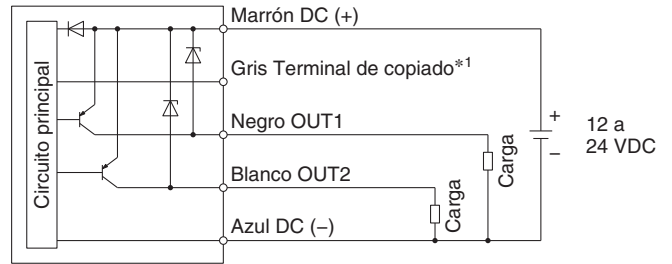 Marrón DC (+)
Gris Terminal de copiado*1
Negro OUT1
Blanco OUT2
Azul DC (−)
Circuito principal
Carga
Carga
+
−
12 a
24 VDC